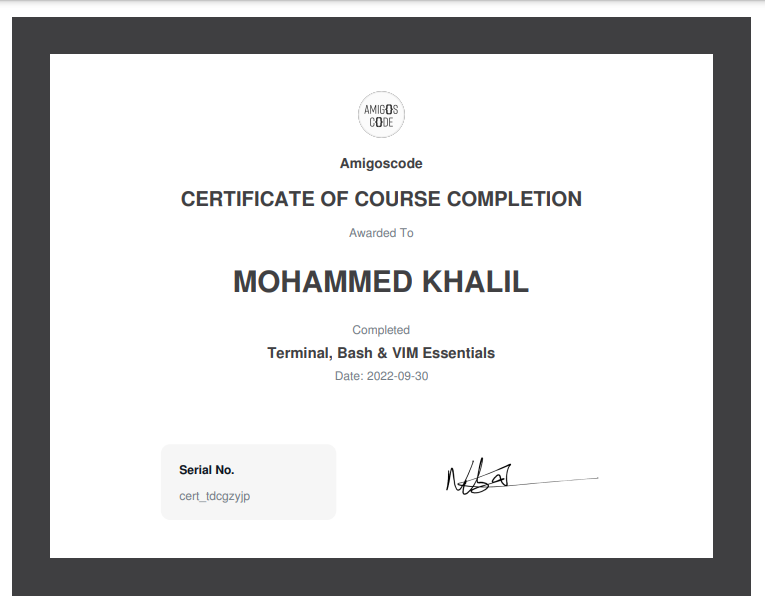 AMIGOS
CODE
Amigoscode
CERTIFICATE OF COURSE COMPLETION
Awarded To
MOHAMMED KHALIL
Completed
Terminal, Bash & VIM Essentials
Date: 2022-09-30
Serial No.
cert_tdcgzyjp